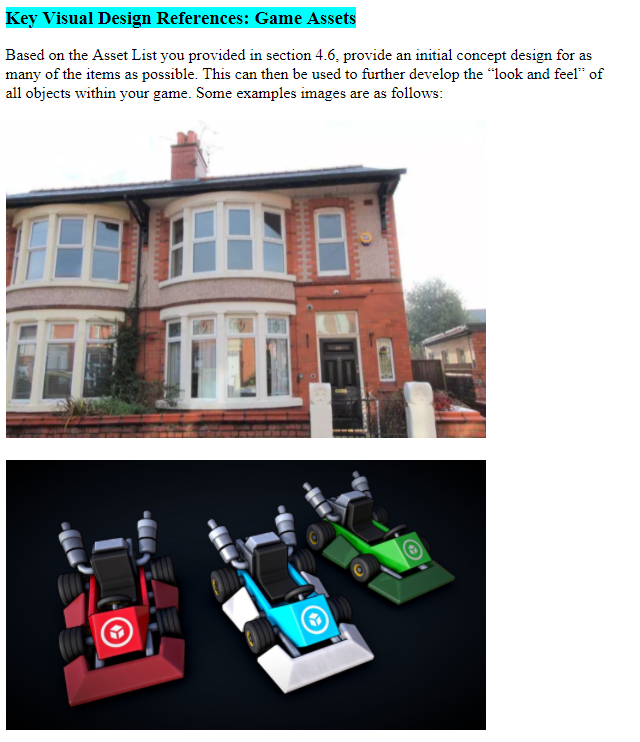 Key Visual Design References: Game Assets
Based on the Asset List you provided in section 4.6, provide an initial concept design for as
many of the items as possible. This can then be used to further develop the “look and feel” of
all objects within your game. Some examples images are as follows: